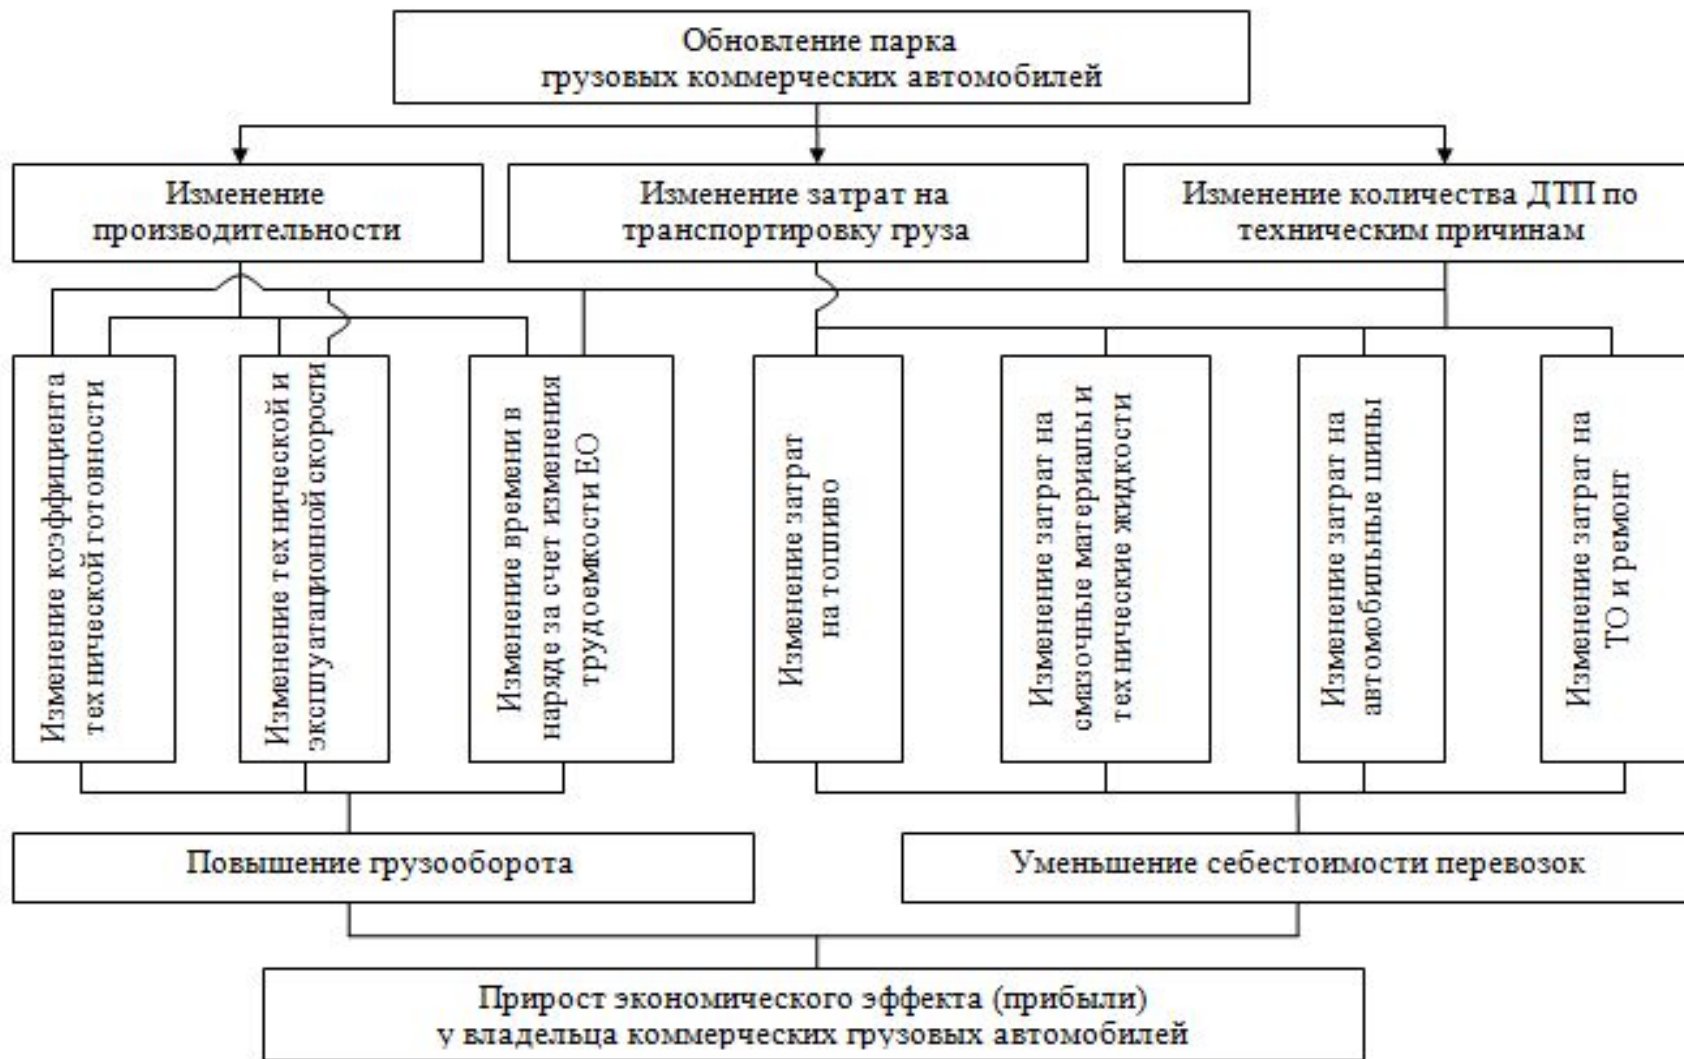 Обновление парка
грузовых коммерческих автомобилей
Изменение
производительности
Изменение затрат на
транспортировку груза
Изменение количества ДТП по
техническим причинам
Изменение коэффициента
технической готовности
Изменение технической и
эксплуатационной скорости
Изменение времени в
наряде за счет изменения
трудоемкости ЕО
Изменение затрат
на топливо
Изменение затрат на
смазочные материалы и
технические жидкости
Изменение затрат на
автомобильные шины
Изменение затрат на
ТО и ремонт
Повышение грузооборота
Уменьшение себестоимости перевозок
Прирост экономического эффекта (прибыли)
у владельца коммерческих грузовых автомобилей